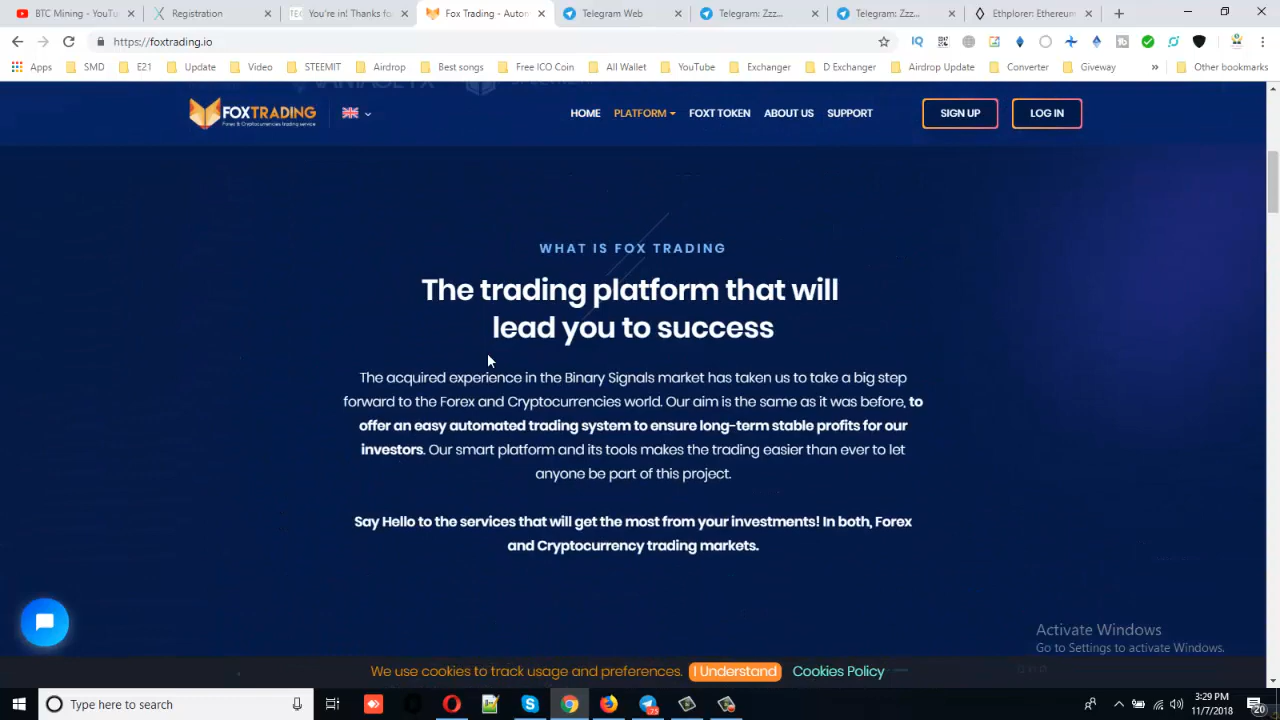 BTC Mining - YouTu
Registration
You're in! Thanks fo
Fox Trading - Auto
Telegram Web
Telegram: Zzz...
Telegram: Zzz...
Ethplorer: Ethereum
https://foxtrading.io
Apps
SMD
E21
Update
Video
STEEMIT
Airdrop
Best songs
Free ICO Coin
All Wallet
YouTube
Exchanger
D Exchanger
Airdrop Update
Converter
Giveway
»
Other bookmarks
FOXTRADING
Forex & Cryptocurrencies trading service
HOME
PLATFORM
FOXT TOKEN
ABOUT US
SUPPORT
SIGN UP
LOG IN
WHAT IS FOX TRADING
The trading platform that will
lead you to success
The acquired experience in the Binary Signals market has taken us to take a big step
forward to the Forex and Cryptocurrencies world. Our aim is the same as it was before, to
offer an easy automated trading system to ensure long-term stable profits for our
investors. Our smart platform and its tools makes the trading easier than ever to let
anyone be part of this project.
Say Hello to the services that will get the most from your investments! In both, Forex
and Cryptocurrency trading markets.
Activate Windows
Go to Settings to activate Windows.
We use cookies to track usage and preferences. I Understand Cookies Policy
Type here to search
3:29 PM
11/7/2018